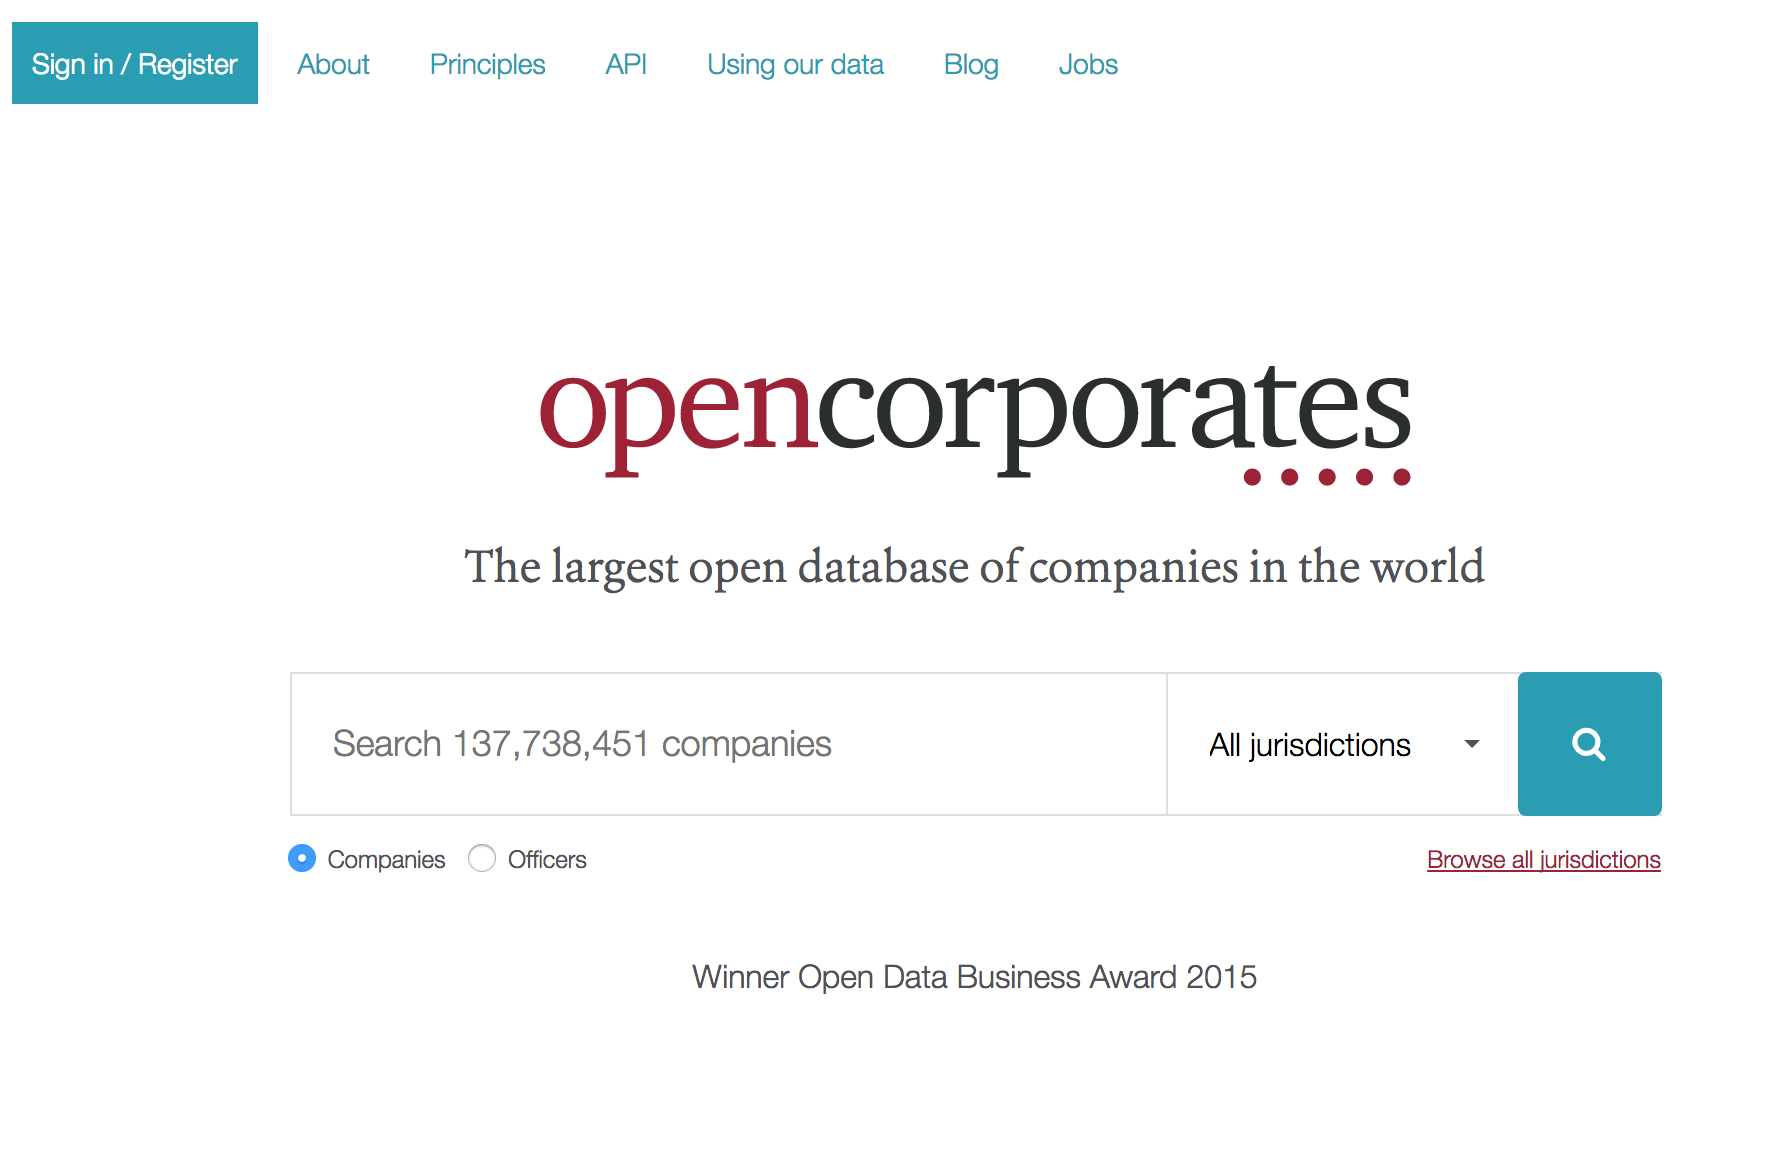 Sign in / Register About Principles API Using our data Blog Jobs
opencorporates
The largest open database of companies in the world
Search 137,738,451 companies All jurisdictions
Companies Officers Browse all jurisdictions
Winner Open Data Business Award 2015